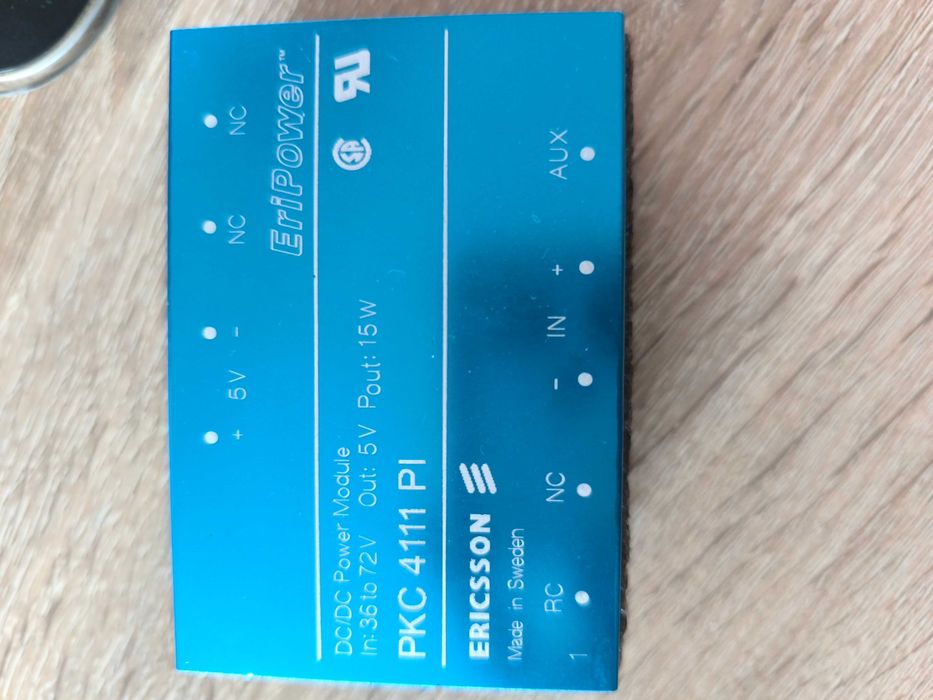 + 5V - NC NC
EriPower™
DC/DC Power Module
In: 36 to 72V Out: 5V Pout: 15W
PKC 4111 PI
ERICSSON
Made in Sweden
RC NC - IN + AUX
1